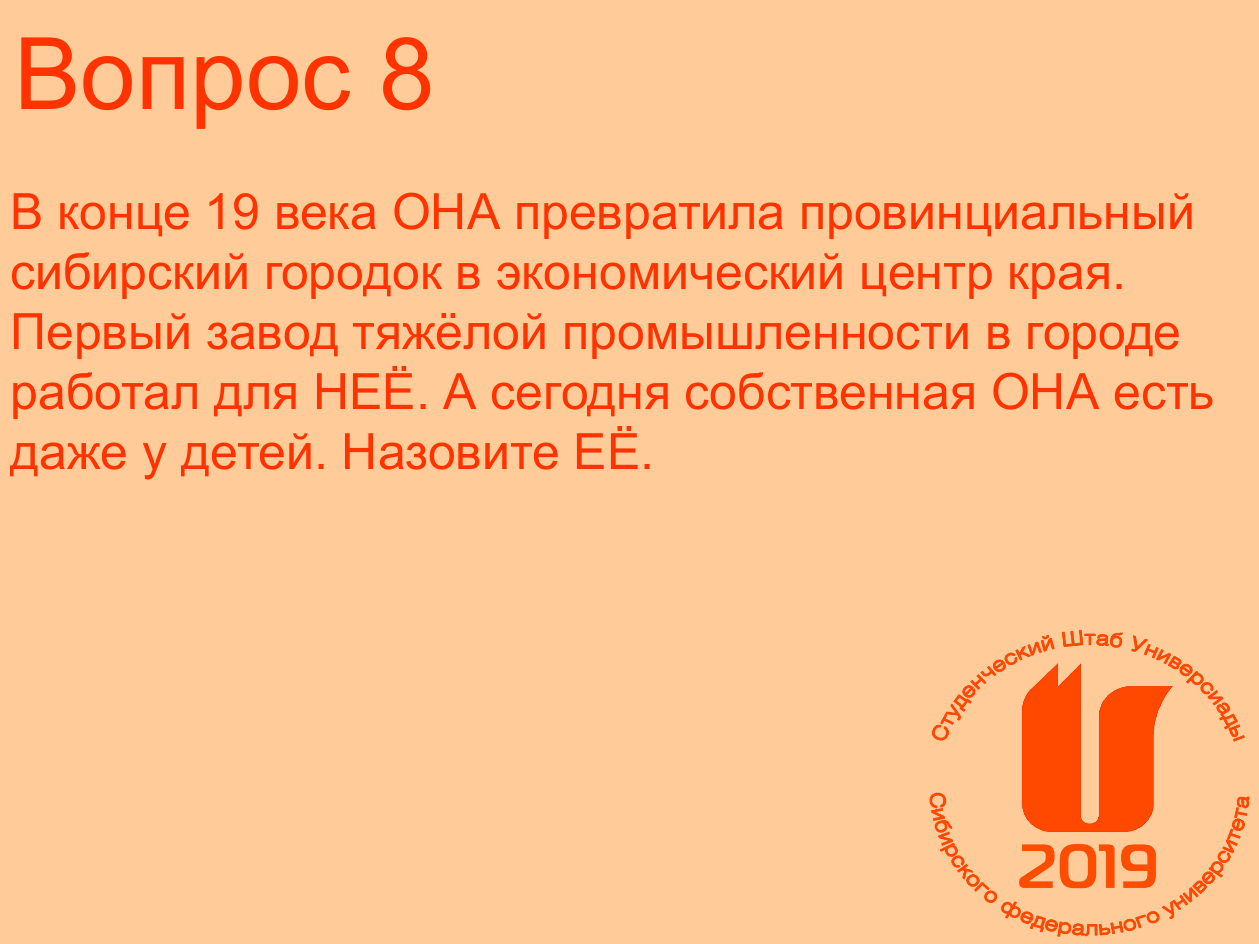 Вопрос 8
В конце 19 века ОНА превратила провинциальный
сибирский городок в экономический центр края.
Первый завод тяжёлой промышленности в городе
работал для НЕЁ. А сегодня собственная ОНА есть
даже у детей. Назовите ЕЁ.
Студенческий Штаб Универсиады
2019
Сибирского федерального университета